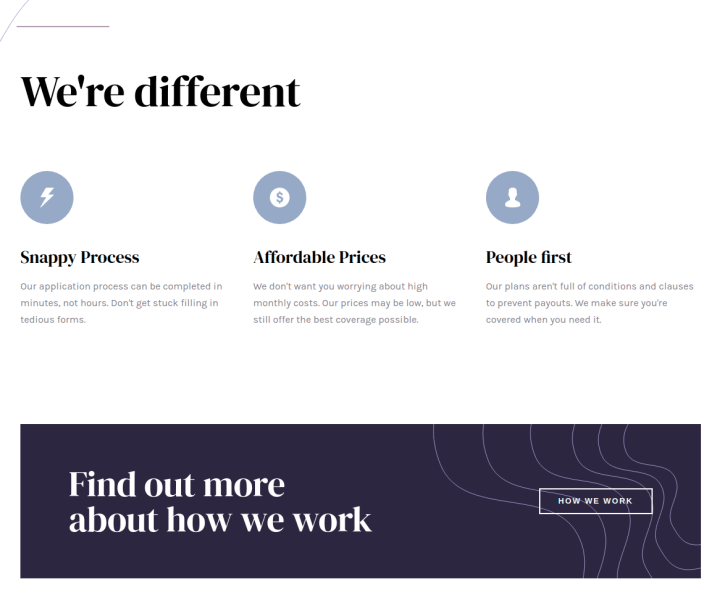 We're different
Snappy Process
Our application process can be completed in
minutes, not hours. Don't get stuck filling in
tedious forms.
Affordable Prices
We don't want you worrying about high
monthly costs. Our prices may be low, but we
still offer the best coverage possible.
People first
Our plans aren't full of conditions and clauses
to prevent payouts. We make sure you're
covered when you need it.
Find out more
about how we work
HOW WE WORK